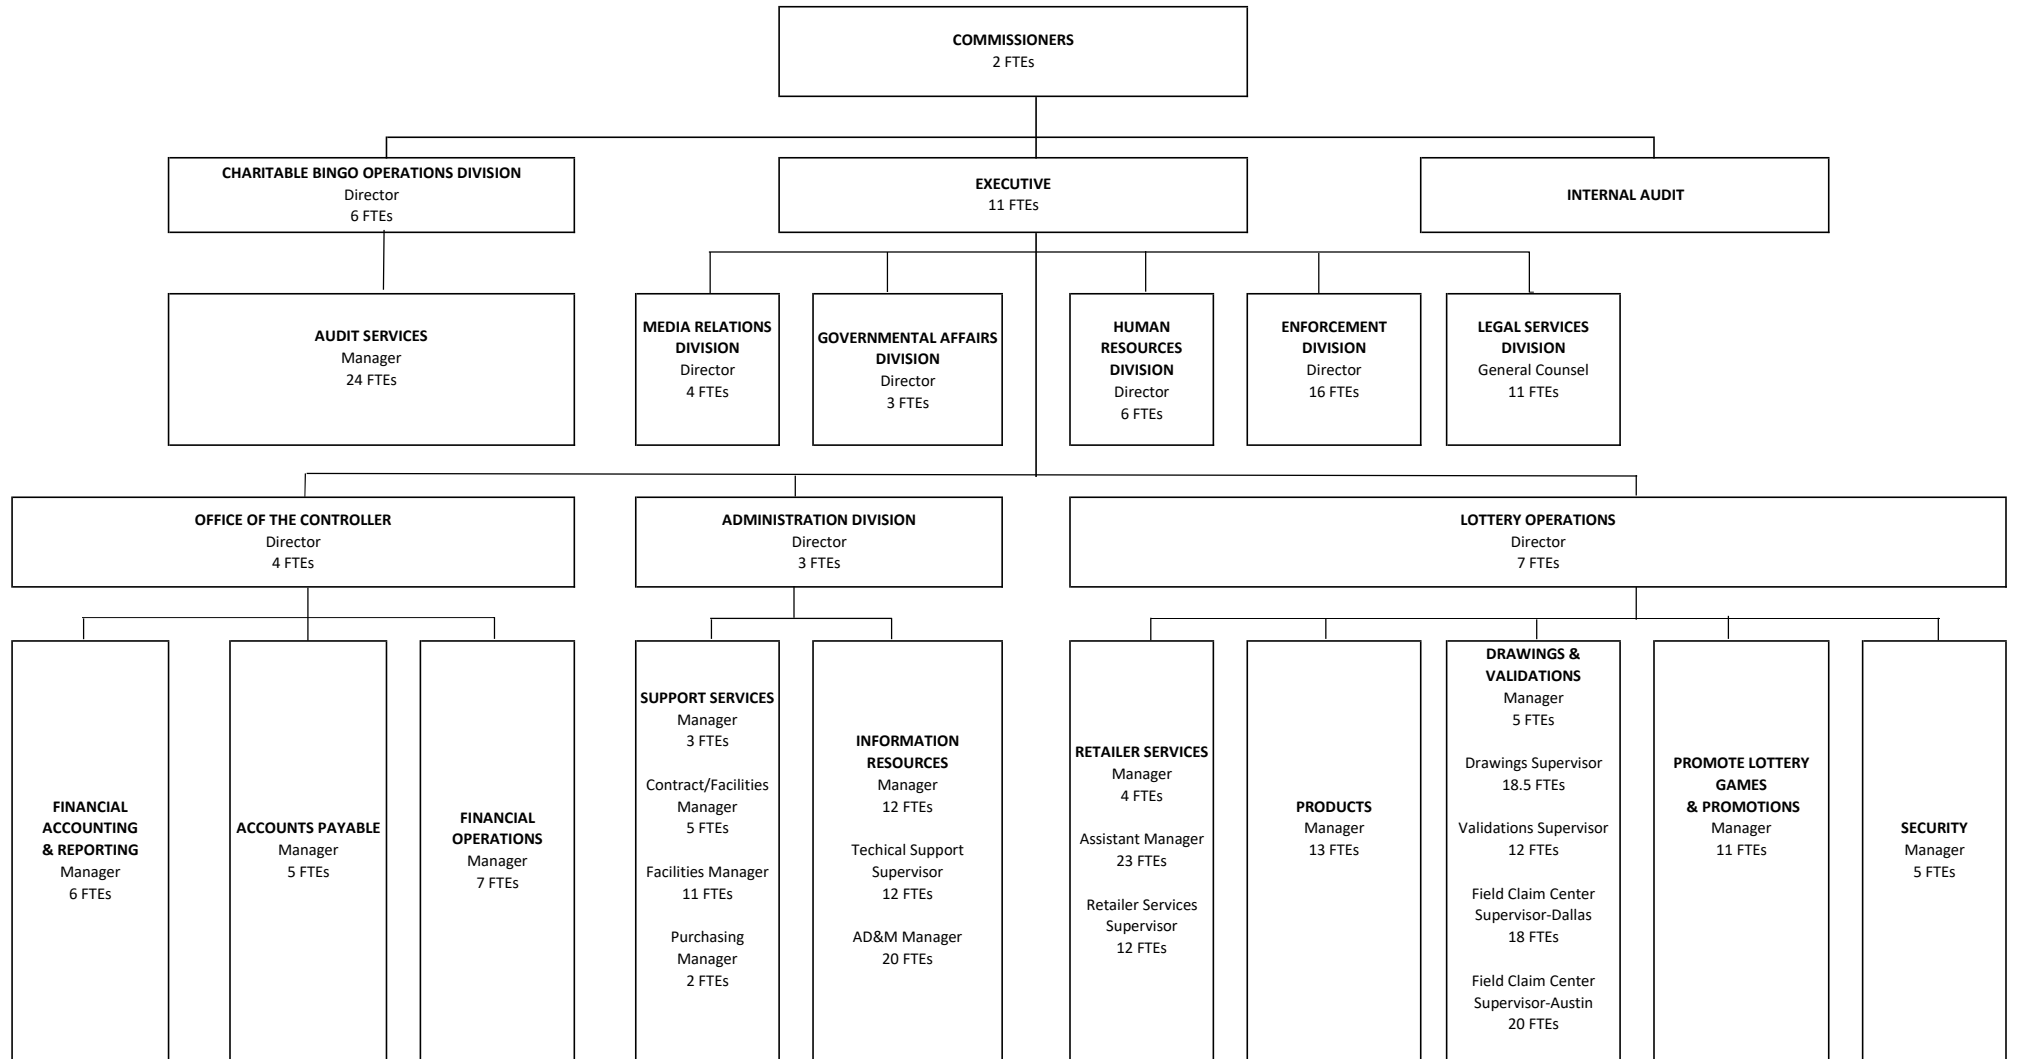 COMMISSIONERS
2 FTEs
CHARITABLE BINGO OPERATIONS DIVISION
Director
6 FTEs
EXECUTIVE
11 FTEs
INTERNAL AUDIT
AUDIT SERVICES
Manager
24 FTEs
MEDIA RELATIONS
DIVISION
Director
4 FTEs
GOVERNMENTAL AFFAIRS
DIVISION
Director
3 FTEs
HUMAN
RESOURCES
DIVISION
Director
6 FTEs
ENFORCEMENT
DIVISION
Director
16 FTEs
LEGAL SERVICES
DIVISION
General Counsel
11 FTEs
OFFICE OF THE CONTROLLER
Director
4 FTEs
ADMINISTRATION DIVISION
Director
3 FTEs
LOTTERY OPERATIONS
Director
7 FTEs
FINANCIAL
ACCOUNTING
& REPORTING
Manager
6 FTEs
ACCOUNTS PAYABLE
Manager
5 FTEs
FINANCIAL
OPERATIONS
Manager
7 FTEs
SUPPORT SERVICES
Manager
3 FTEs
Contract/Facilities
Manager
5 FTEs
Facilities Manager
11 FTEs
Purchasing
Manager
2 FTEs
INFORMATION
RESOURCES
Manager
12 FTEs
Techical Support
Supervisor
12 FTEs
AD&M Manager
20 FTEs
RETAILER SERVICES
Manager
4 FTEs
Assistant Manager
23 FTEs
Retailer Services
Supervisor
12 FTEs
PRODUCTS
Manager
13 FTEs
DRAWINGS &
VALIDATIONS
Manager
5 FTEs
Drawings Supervisor
18.5 FTEs
Validations Supervisor
12 FTEs
Field Claim Center
Supervisor-Dallas
18 FTEs
Field Claim Center
Supervisor-Austin
20 FTEs
PROMOTE LOTTERY
GAMES
& PROMOTIONS
Manager
11 FTEs
SECURITY
Manager
5 FTEs